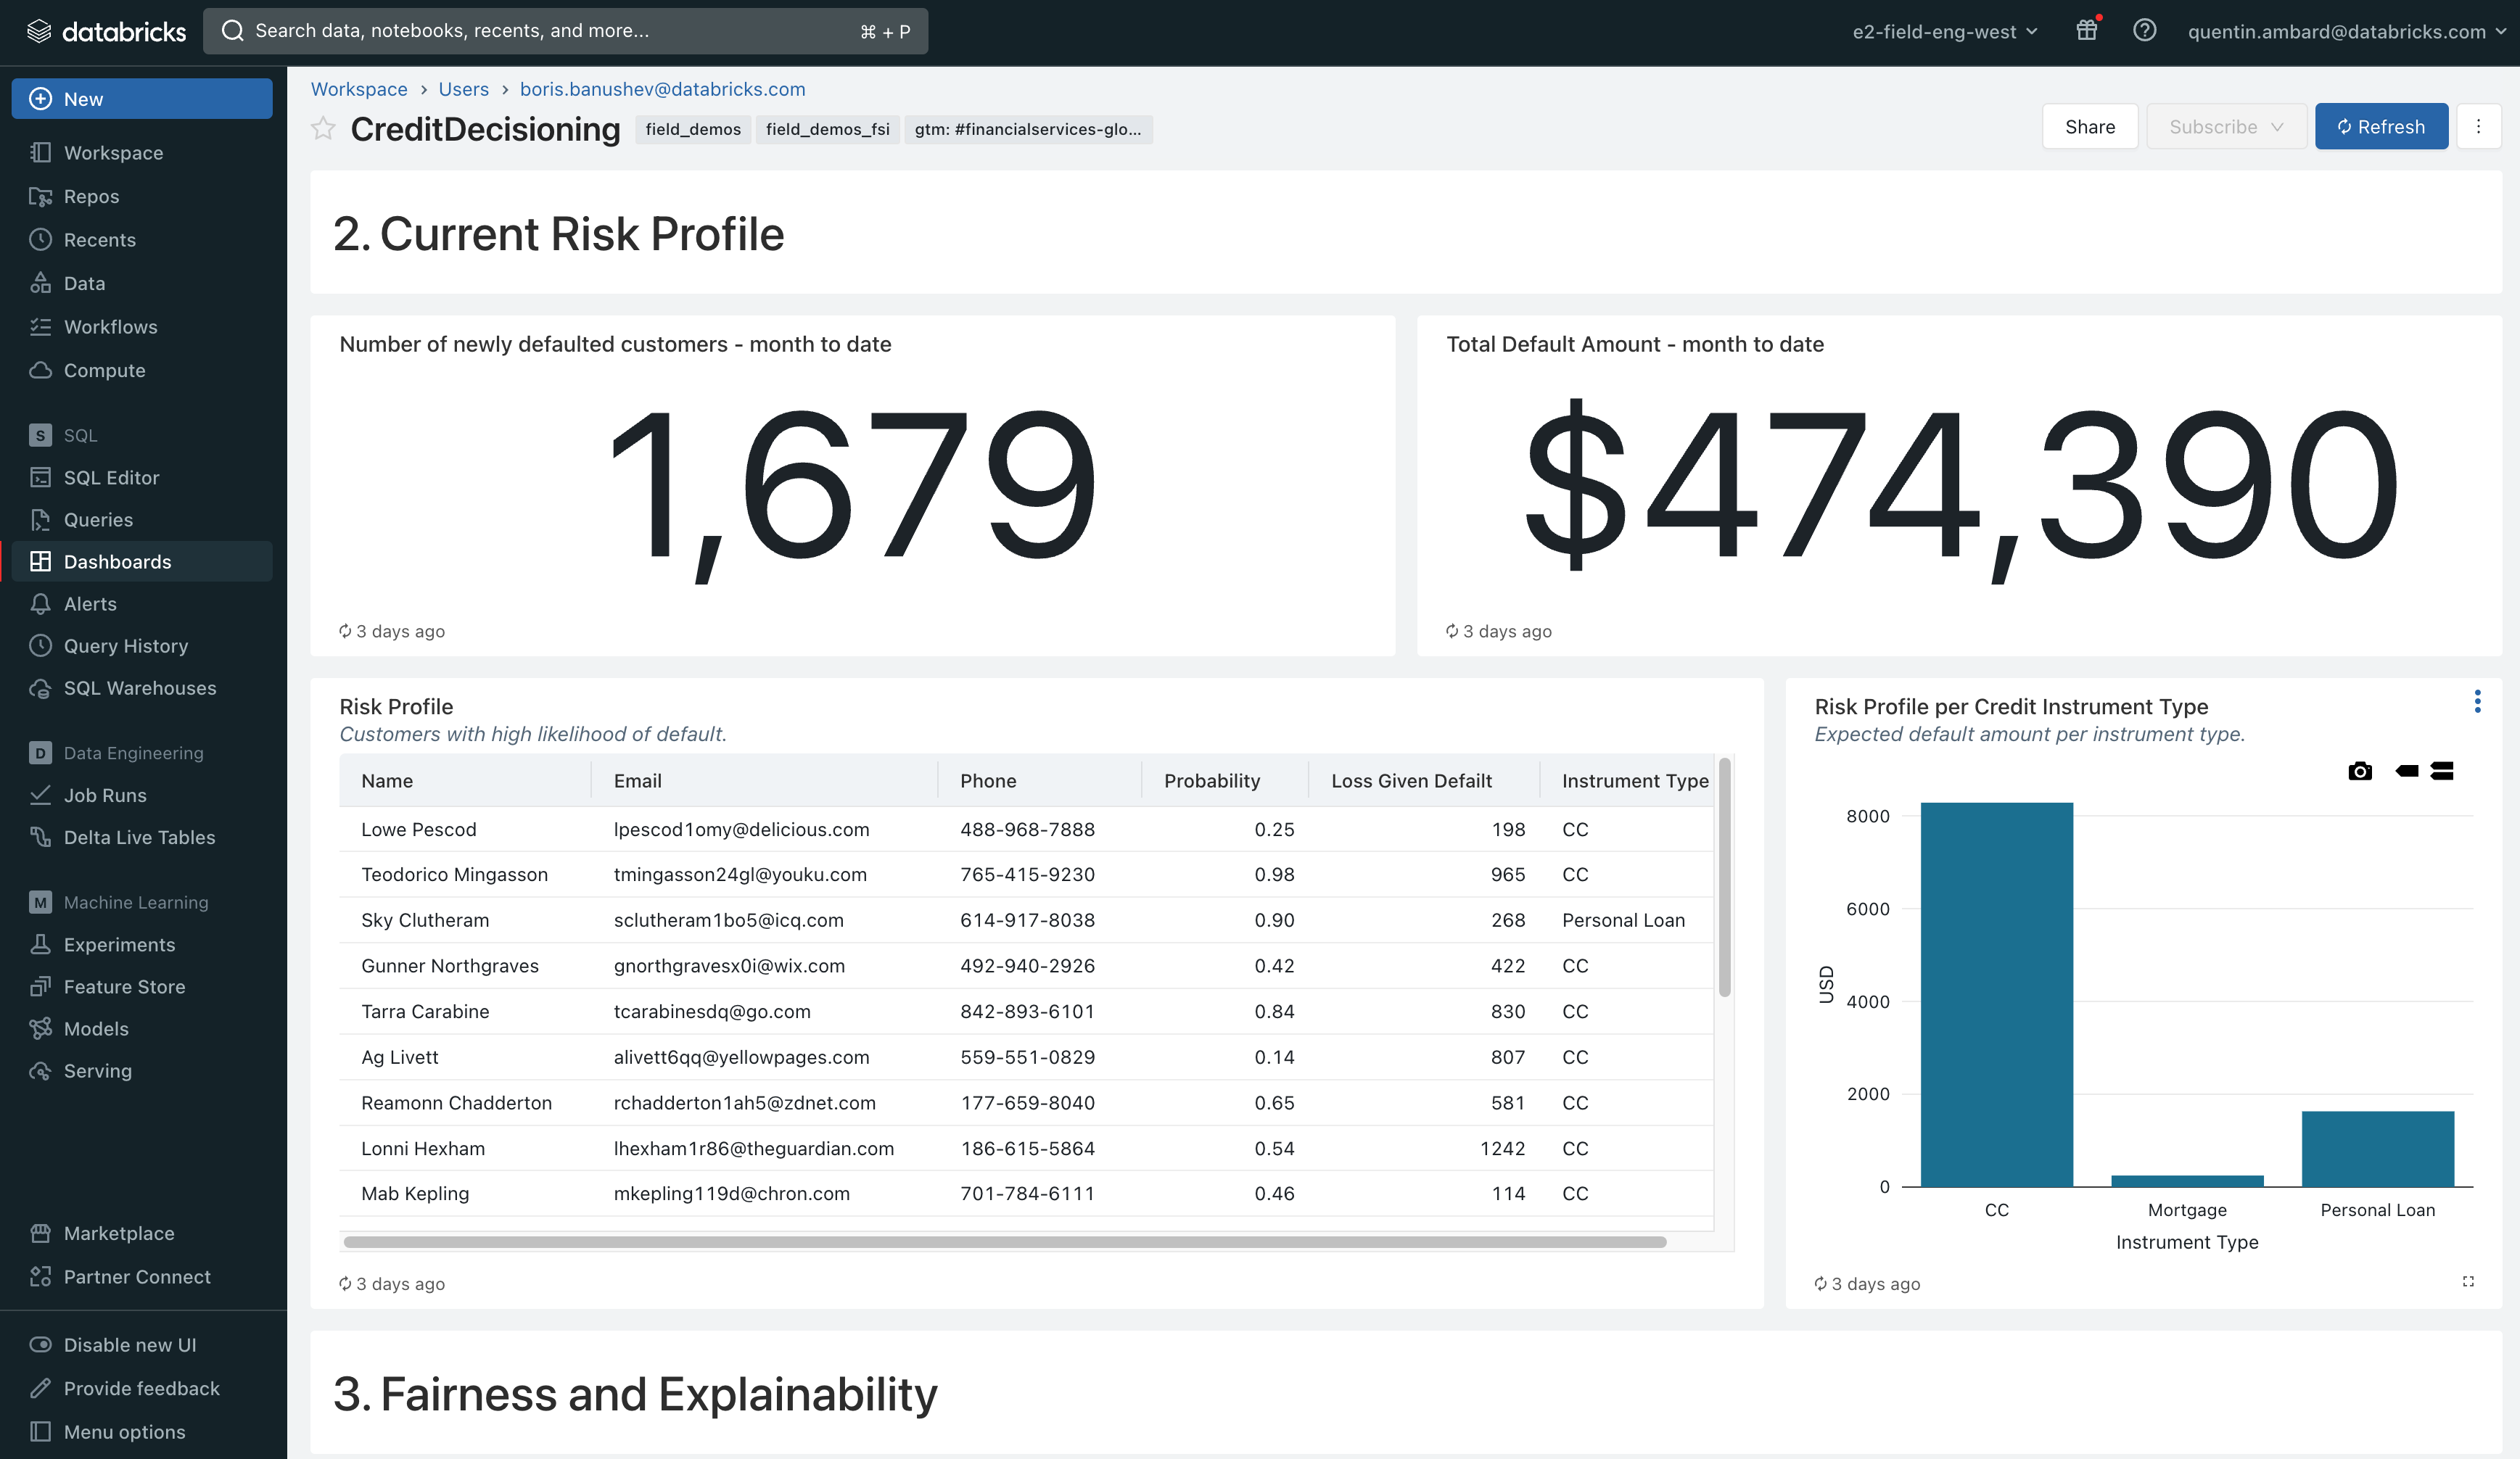 databricks
Search data, notebooks, recents, and more...
⌘ + P
e2-field-eng-west
quentin.ambard@databricks.com
New
Workspace
Repos
Recents
Data
Workflows
Compute
S SQL
SQL Editor
Queries
Dashboards
Alerts
Query History
SQL Warehouses
D Data Engineering
Job Runs
Delta Live Tables
M Machine Learning
Experiments
Feature Store
Models
Serving
Marketplace
Partner Connect
Disable new UI
Provide feedback
Menu options
Workspace > Users > boris.banushev@databricks.com
CreditDecisioning field_demos field_demos_fsi gtm: #financialservices-glo...
Share Subscribe Refresh
2. Current Risk Profile
Number of newly defaulted customers - month to date
1,679
3 days ago
Total Default Amount - month to date
$474,390
3 days ago
Risk Profile
Customers with high likelihood of default.
Name Email Phone Probability Loss Given Defailt Instrument Type
Lowe Pescod lpescod1omy@delicious.com 488-968-7888 0.25 198 CC
Teodorico Mingasson tmingasson24gl@youku.com 765-415-9230 0.98 965 CC
Sky Clutheram sclutheram1bo5@icq.com 614-917-8038 0.90 268 Personal Loan
Gunner Northgraves gnorthgravesx0i@wix.com 492-940-2926 0.42 422 CC
Tarra Carabine tcarabinesdq@go.com 842-893-6101 0.84 830 CC
Ag Livett alivett6qq@yellowpages.com 559-551-0829 0.14 807 CC
Reamonn Chadderton rchadderton1ah5@zdnet.com 177-659-8040 0.65 581 CC
Lonni Hexham lhexham1r86@theguardian.com 186-615-5864 0.54 1242 CC
Mab Kepling mkepling119d@chron.com 701-784-6111 0.46 114 CC
3 days ago
Risk Profile per Credit Instrument Type
Expected default amount per instrument type.
8000
6000
4000
2000
0
USD
CC Mortgage Personal Loan
Instrument Type
3 days ago
3. Fairness and Explainability